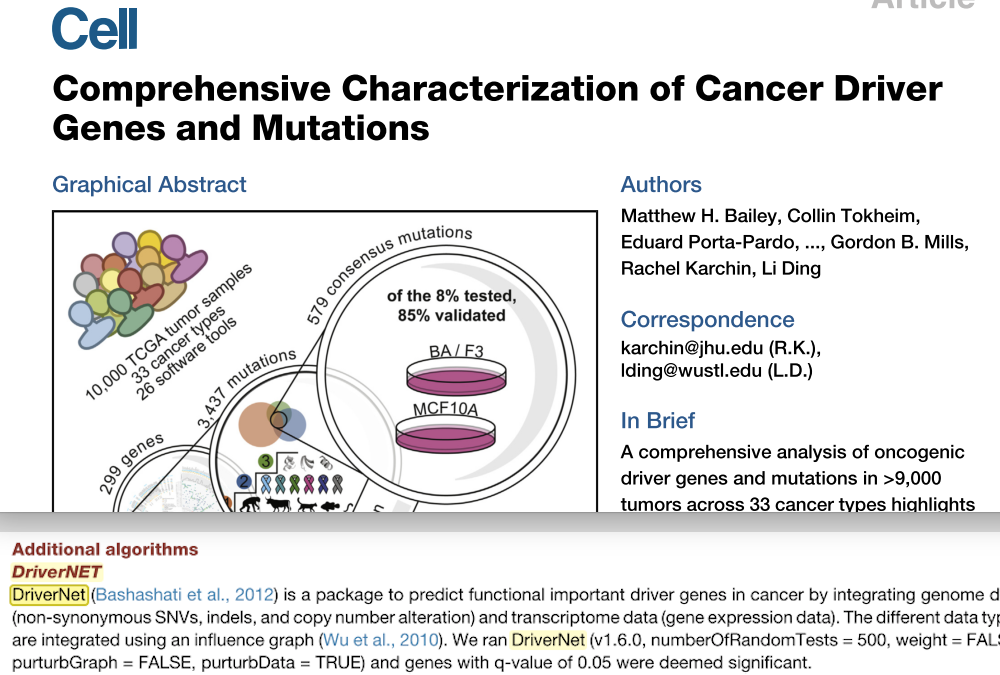 Article
Cell
Comprehensive Characterization of Cancer Driver
Genes and Mutations
Graphical Abstract
10,000 TCGA tumor samples
33 cancer types
26 software tools
299 genes
3,437 mutations
579 consensus mutations
of the 8% tested,
85% validated
BA / F3
MCF10A
3
2
Authors
Matthew H. Bailey, Collin Tokheim,
Eduard Porta-Pardo, ..., Gordon B. Mills,
Rachel Karchin, Li Ding
Correspondence
karchin@jhu.edu (R.K.),
lding@wustl.edu (L.D.)
In Brief
A comprehensive analysis of oncogenic
driver genes and mutations in >9,000
tumors across 33 cancer types highlights
Additional algorithms
DriverNET
DriverNet (Bashashati et al., 2012) is a package to predict functional important driver genes in cancer by integrating genome d
(non-synonymous SNVs, indels, and copy number alteration) and transcriptome data (gene expression data). The different data typ
are integrated using an influence graph (Wu et al., 2010). We ran DriverNet (v1.6.0, numberOfRandomTests = 500, weight = FALS
purturbGraph = FALSE, purturbData = TRUE) and genes with q-value of 0.05 were deemed significant.